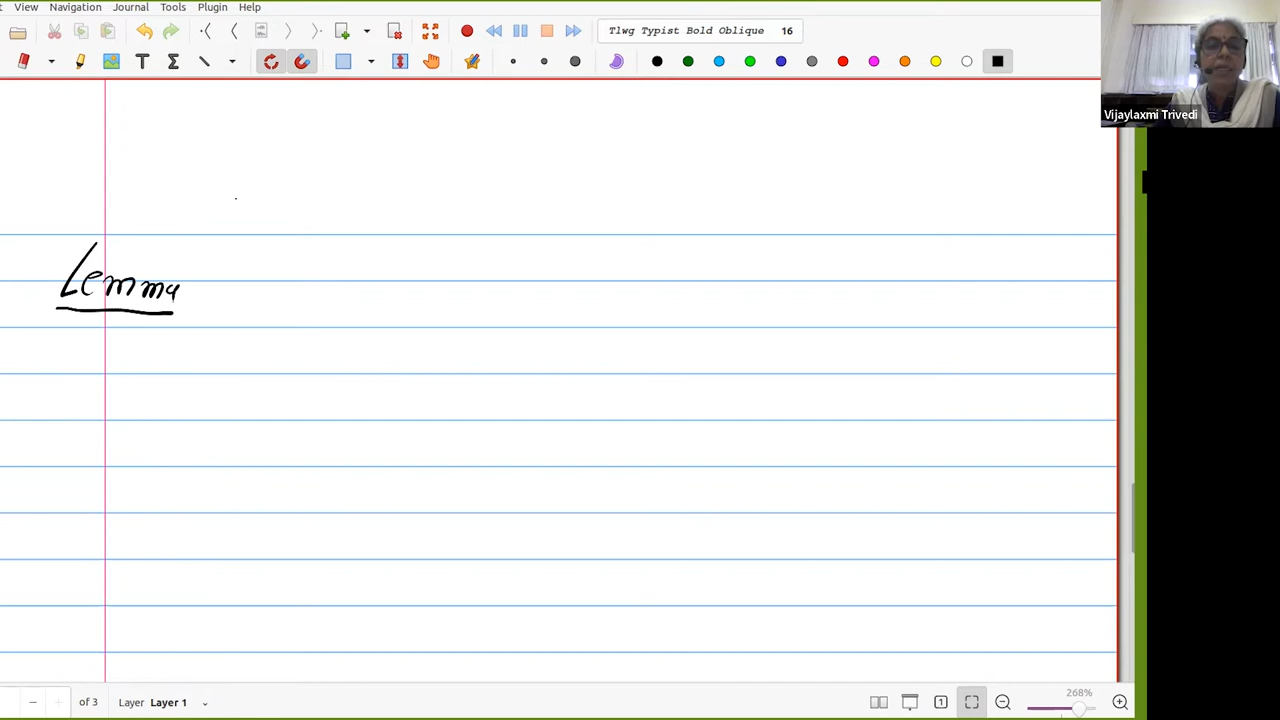 View Navigation Journal Tools Plugin Help
Tlwg Typist Bold Oblique 16
Vijaylaxmi Trivedi
Lemma
of 3 Layer Layer 1 268%